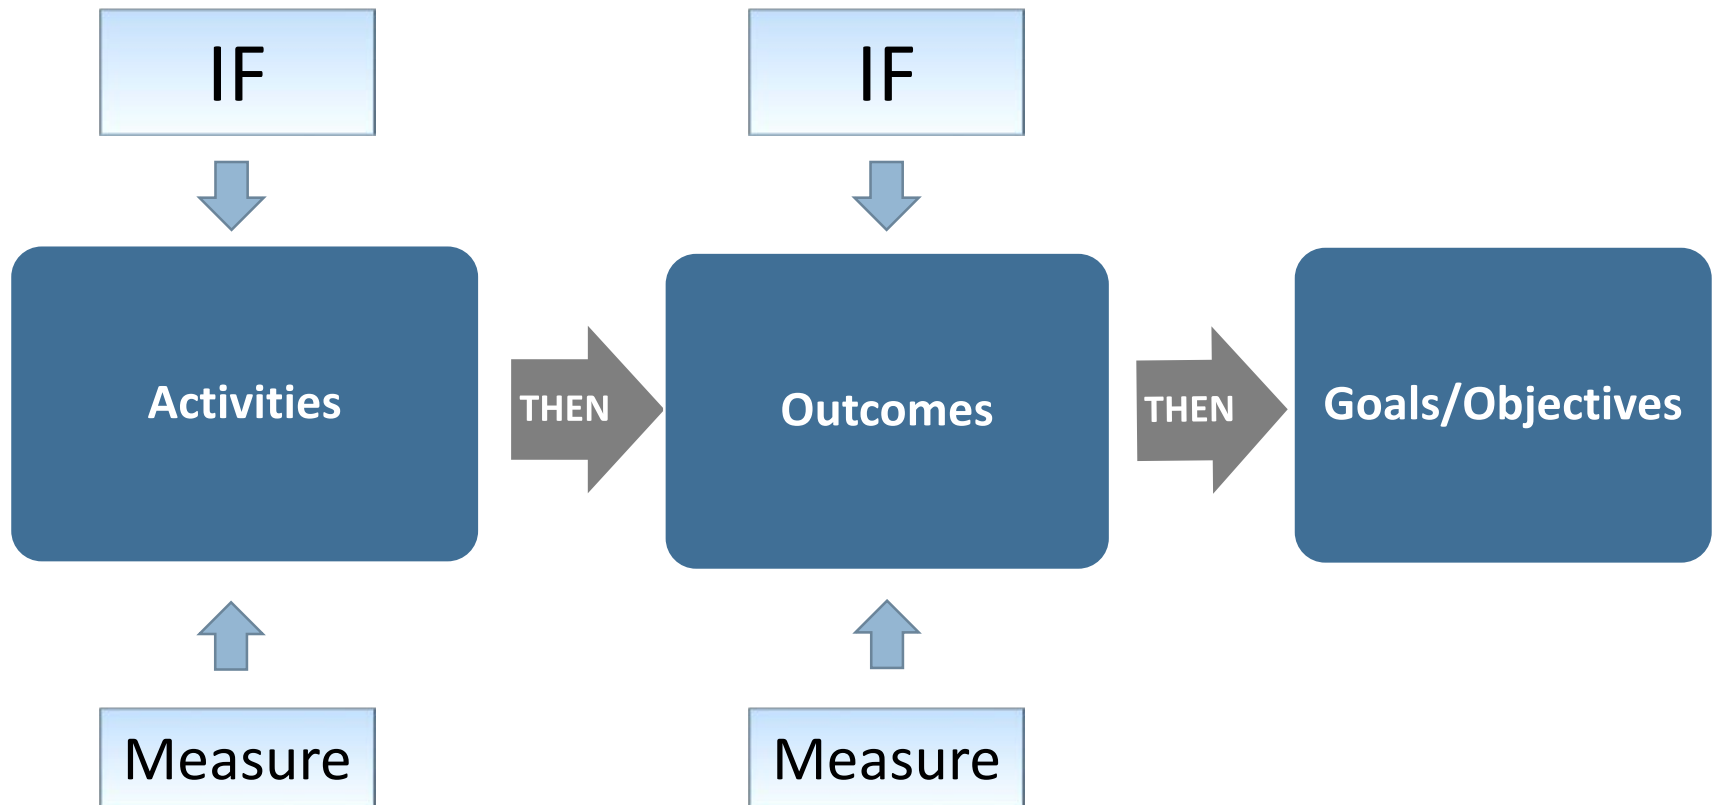 IF
IF
Activities
THEN
Outcomes
THEN
Goals/Objectives
Measure
Measure